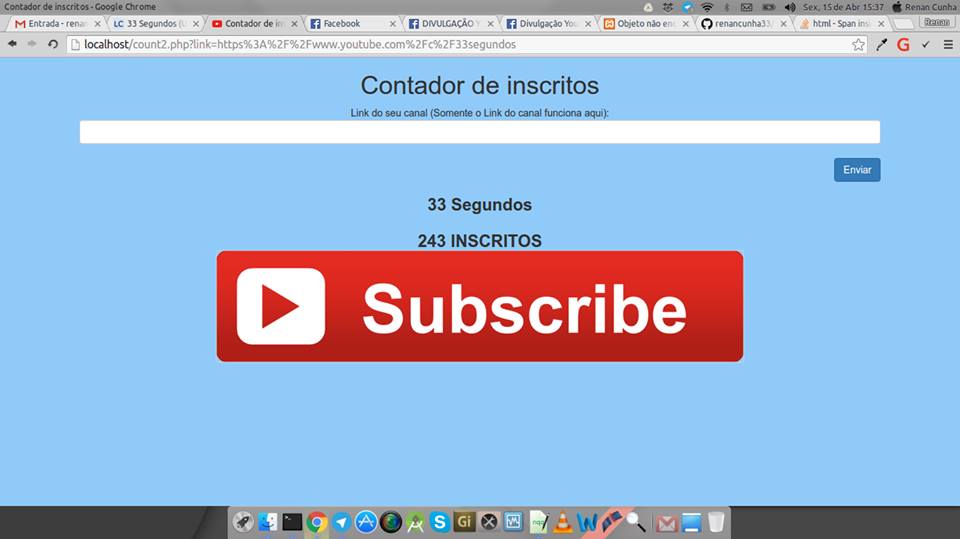 Contador de inscritos - Google Chrome
Sex, 15 de Abr 15:37 Renan Cunha
Entrada - renan
LC 33 Segundos (U
Contador de in
Facebook
DIVULGAÇÃO Y
Divulgação You
Objeto não enc
renancunha33/
html - Span insi
Renan
localhost/count2.php?link=https%3A%2F%2Fwww.youtube.com%2Fc%2F33segundos
Contador de inscritos
Link do seu canal (Somente o Link do canal funciona aqui):
Enviar
33 Segundos
243 INSCRITOS
Subscribe